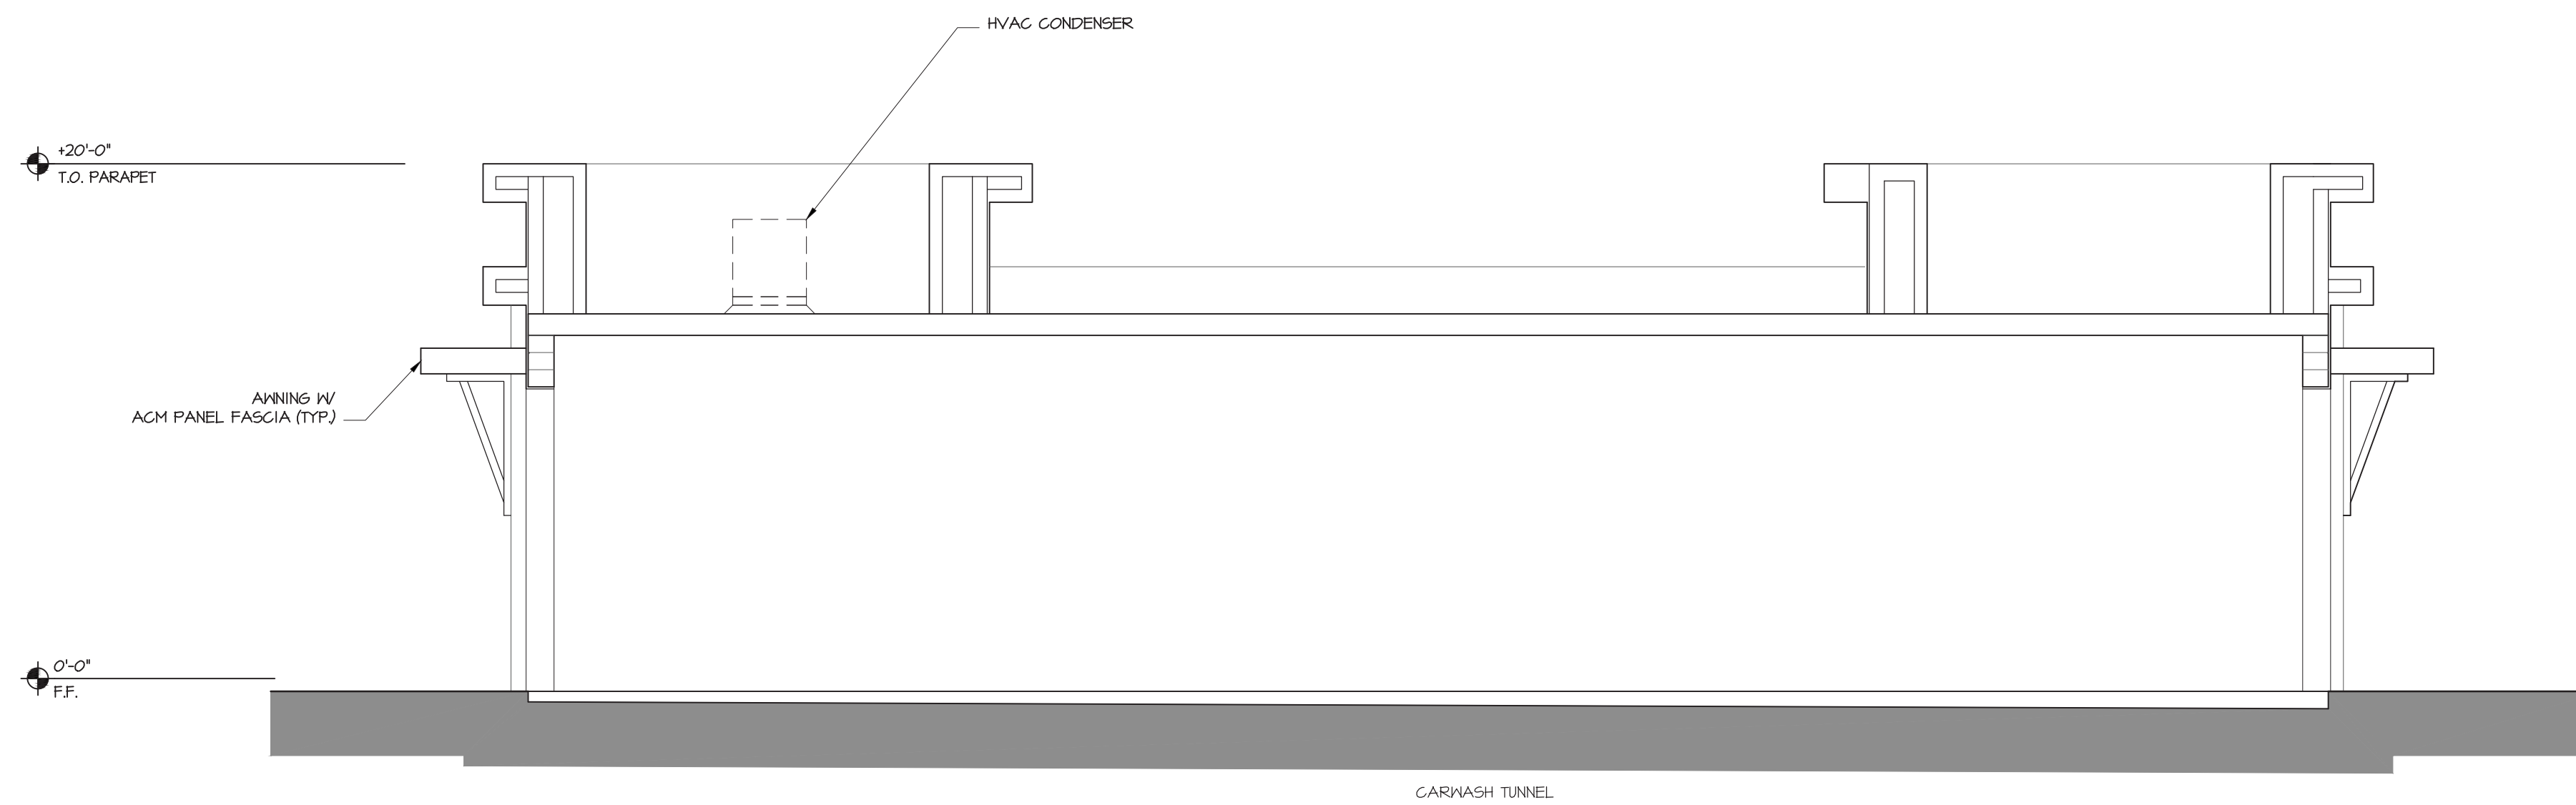 HVAC CONDENSER
+20'-0"
T.O. PARAPET
AWNING W/
ACM PANEL FASCIA (TYP.)
0'-0"
F.F.
CARWASH TUNNEL